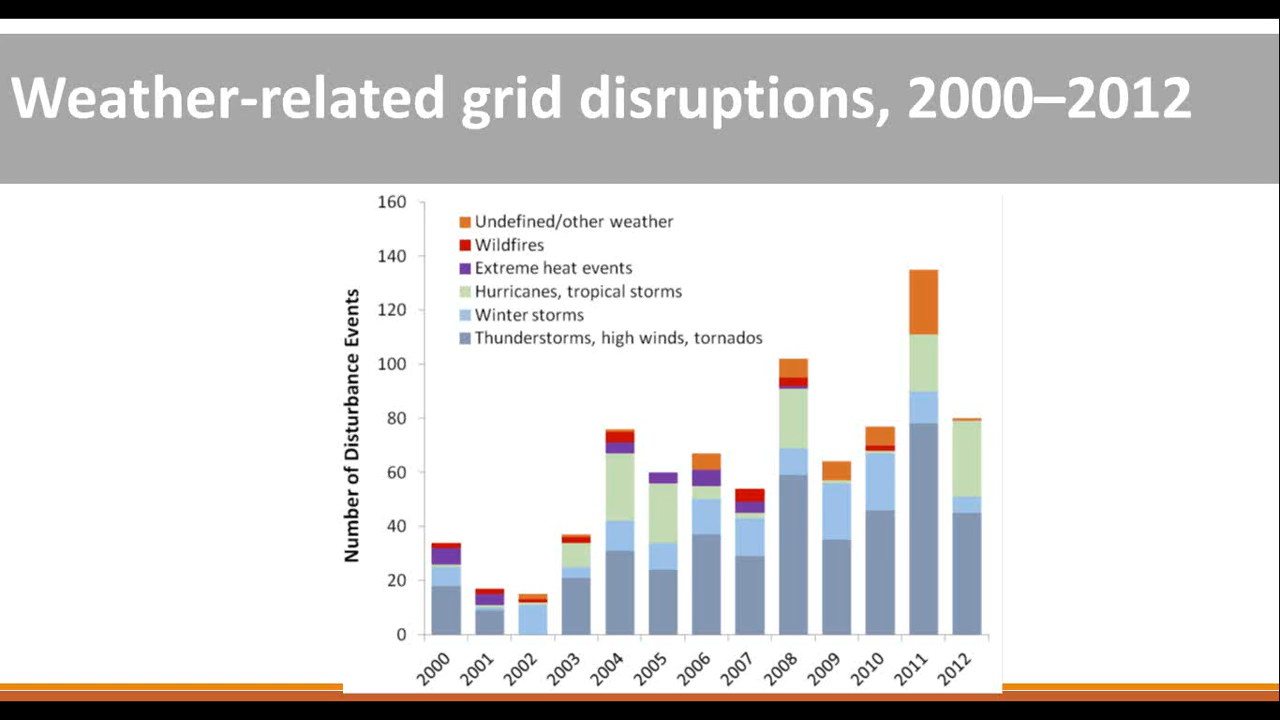 Weather-related grid disruptions, 2000–2012
160
140
120
100
80
60
40
20
0
Number of Disturbance Events
Undefined/other weather
Wildfires
Extreme heat events
Hurricanes, tropical storms
Winter storms
Thunderstorms, high winds, tornados
2000 2001 2002 2003 2004 2005 2006 2007 2008 2009 2010 2011 2012